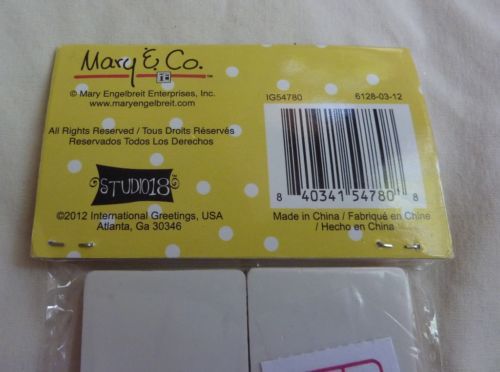 Mary & Co.
© Mary Engelbreit Enterprises, Inc.
www.maryengelbreit.com
All Rights Reserved / Tous Droits Réservés
Reservados Todos Los Derechos
STUDIO18
©2012 International Greetings, USA
Atlanta, Ga 30346
IG54780 6128-03-12
8 40341 54780 8
Made in China / Fabriqué en Chine
/ Hecho en China